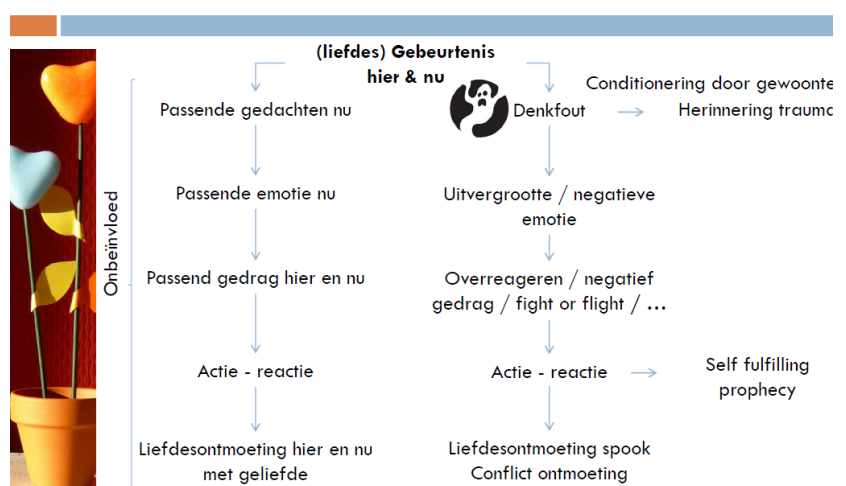 (liefdes) Gebeurtenis
hier & nu
Onbeïnvloed
Passende gedachten nu
Passende emotie nu
Passend gedrag hier en nu
Actie - reactie
Liefdesontmoeting hier en nu
met geliefde
Denkfout
Conditionering door gewoonte
Herinnering trauma
Uitvergrootte / negatieve
emotie
Overreageren / negatief
gedrag / fight or flight / ...
Actie - reactie
Self fulfilling
prophecy
Liefdesontmoeting spook
Conflict ontmoeting